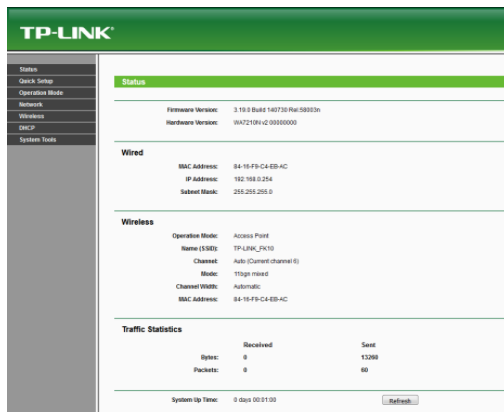 TP-LINK
Status
Quick Setup
Operation Mode
Network
Wireless
DHCP
System Tools
Status
Firmware Version: 3.19.0 Build 140730 Rel.58003n
Hardware Version: WA7210N v2 00000000
Wired
MAC Address: 84-16-F9-C4-EB-AC
IP Address: 192.168.0.254
Subnet Mask: 255.255.255.0
Wireless
Operation Mode: Access Point
Name (SSID): TP-LINK_FK10
Channel: Auto (Current channel 6)
Mode: 11bgn mixed
Channel Width: Automatic
MAC Address: 84-16-F9-C4-EB-AC
Traffic Statistics
Received Sent
Bytes: 0 13260
Packets: 0 60
System Up Time: 0 days 00:01:00 Refresh